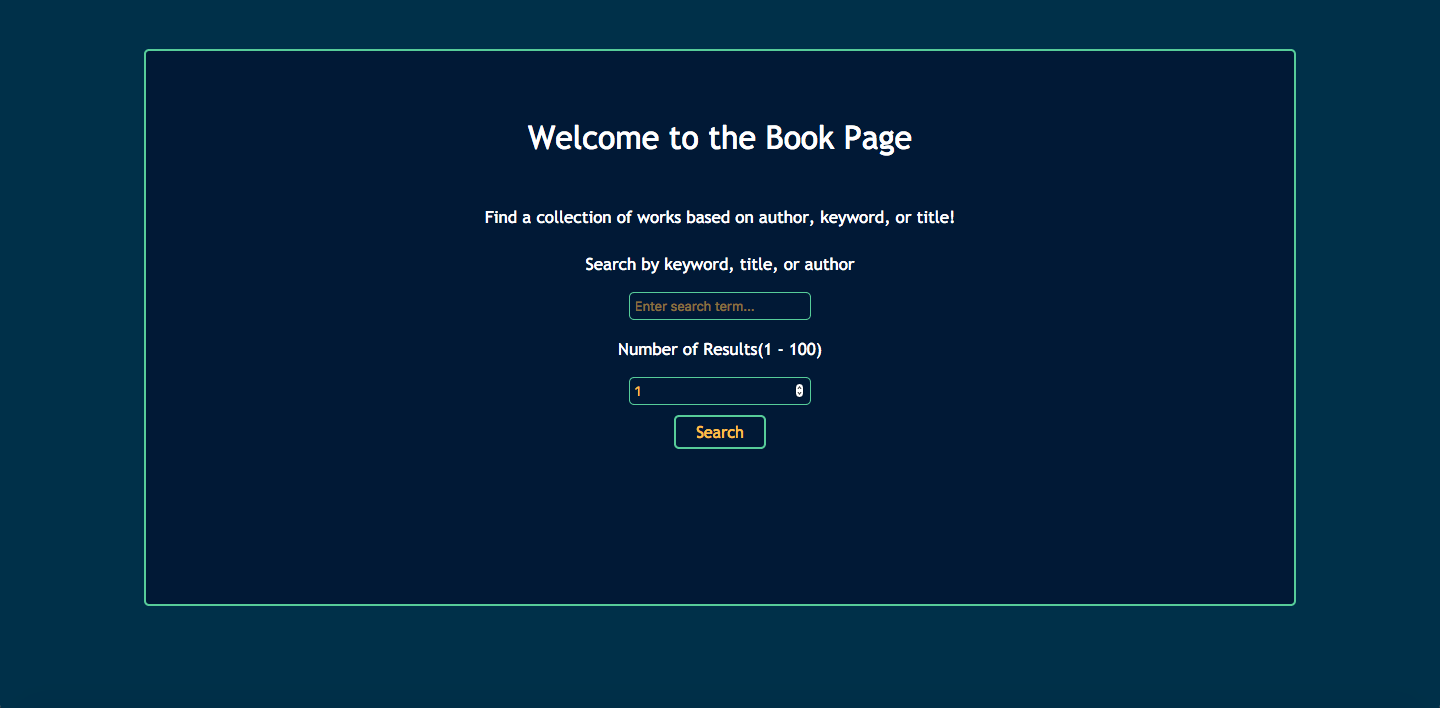 Welcome to the Book Page
Find a collection of works based on author, keyword, or title!
Search by keyword, title, or author
Enter search term...
Number of Results(1 - 100)
1
Search